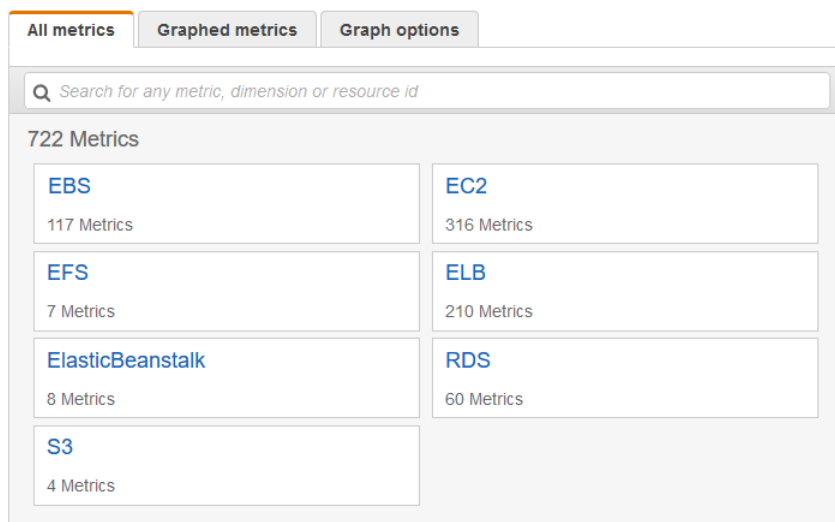 All metrics Graphed metrics Graph options
Search for any metric, dimension or resource id
722 Metrics
EBS
117 Metrics
EC2
316 Metrics
EFS
7 Metrics
ELB
210 Metrics
ElasticBeanstalk
8 Metrics
RDS
60 Metrics
S3
4 Metrics